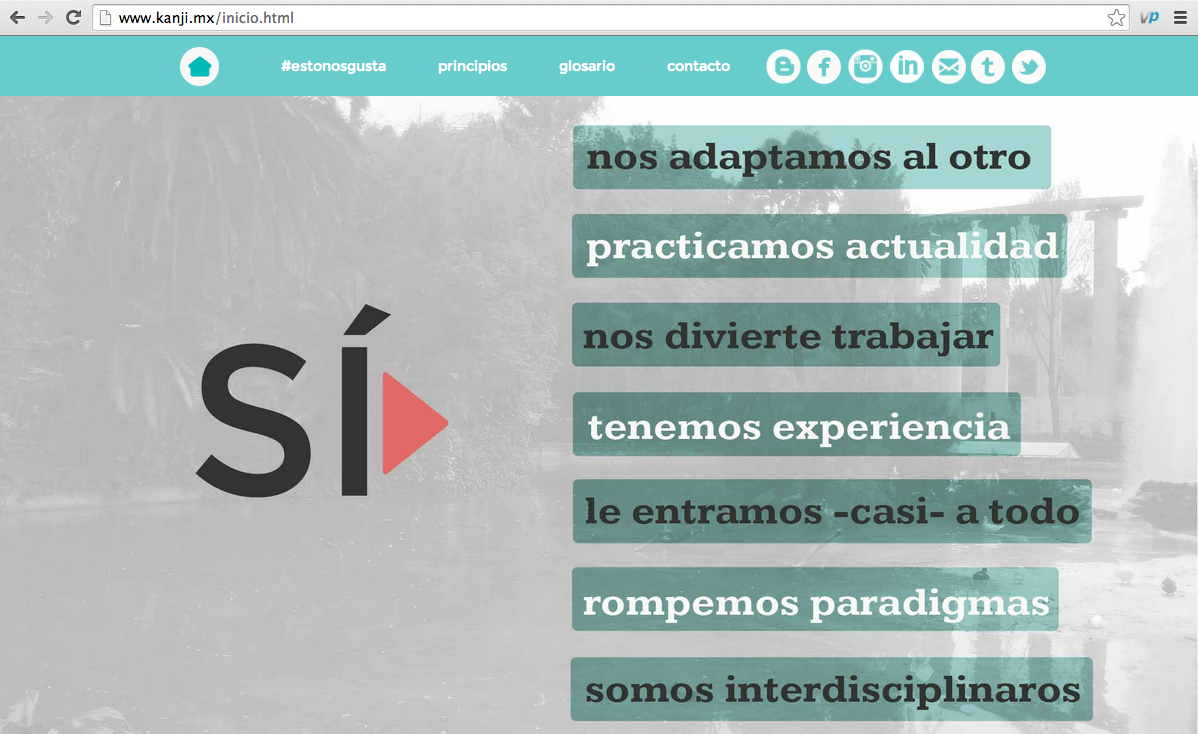 www.kanji.mx/inicio.html
vp
#estonosgusta principios glosario contacto
nos adaptamos al otro
practicamos actualidad
nos divierte trabajar
SÍ
tenemos experiencia
le entramos -casi- a todo
rompemos paradigmas
somos interdisciplinaros